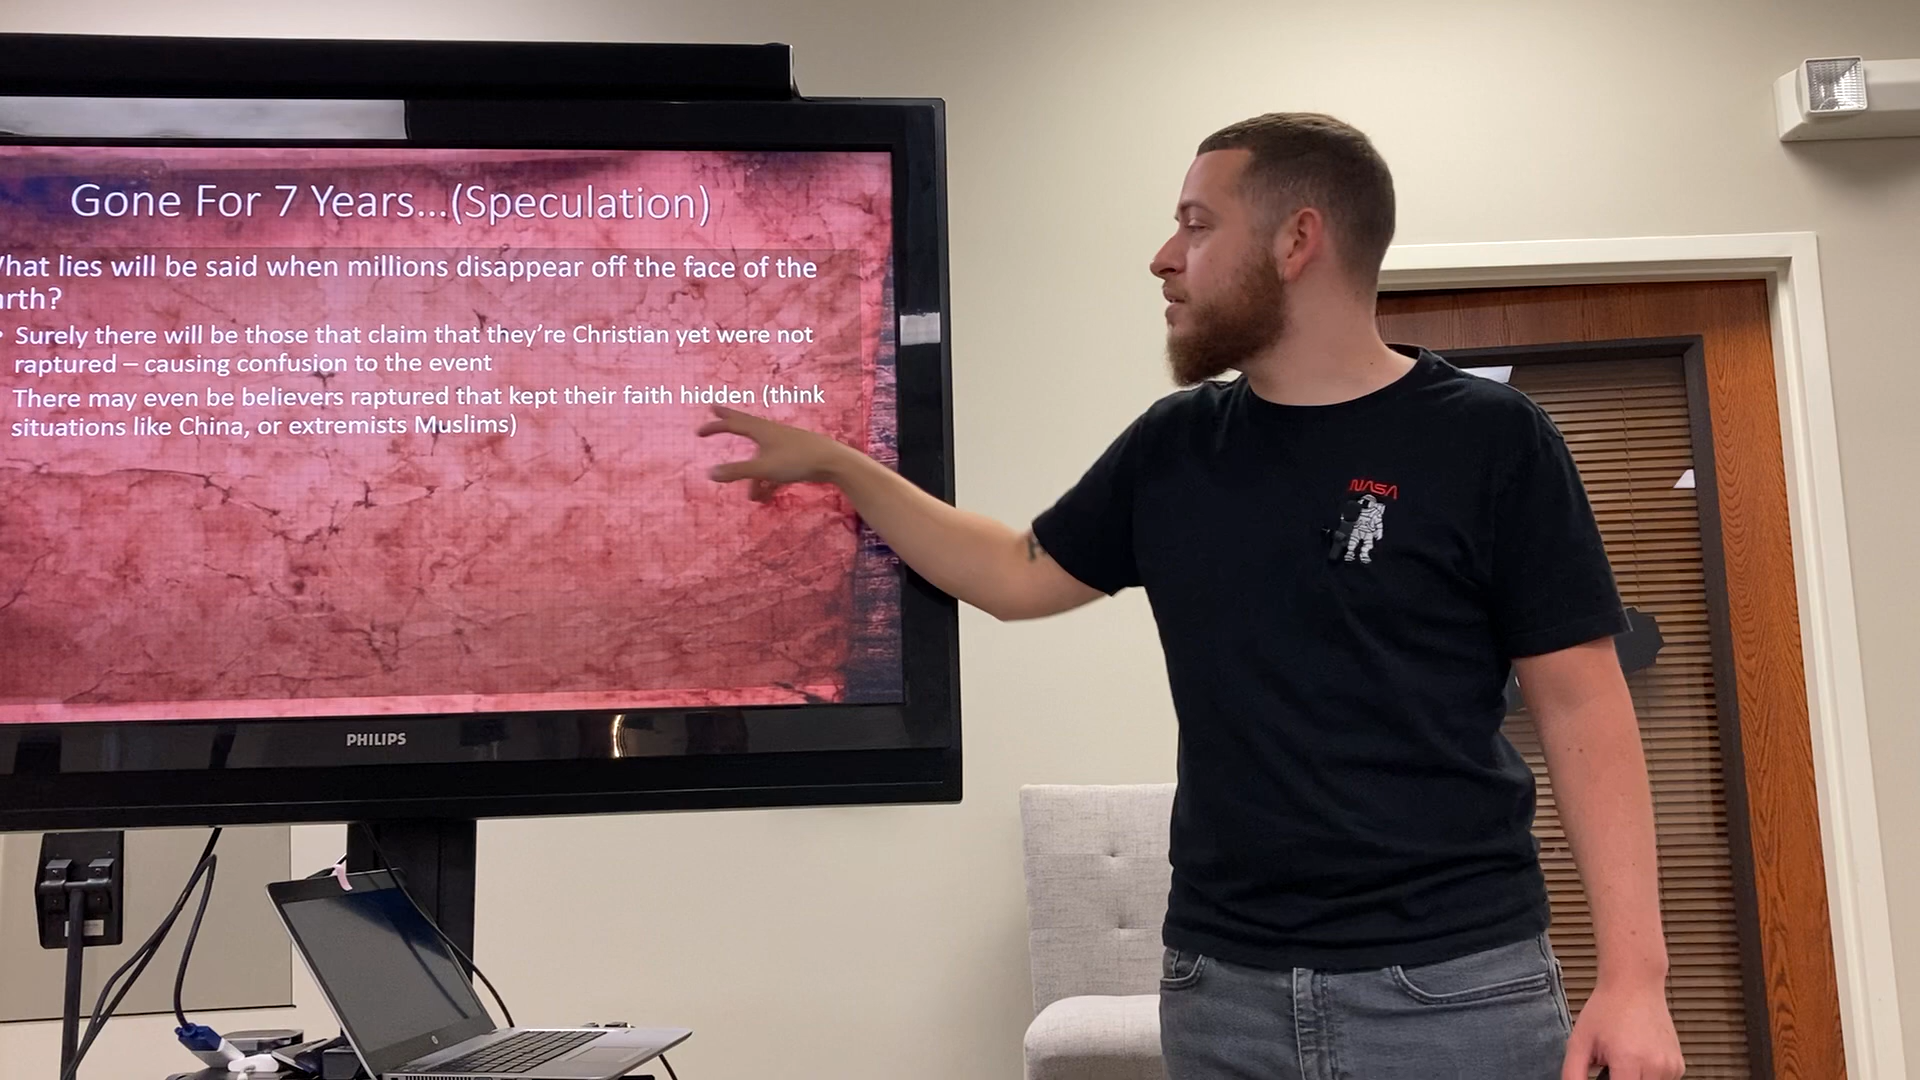 Gone For 7 Years...(Speculation)
hat lies will be said when millions disappear off the face of the
arth?
• Surely there will be those that claim that they're Christian yet were not
raptured – causing confusion to the event
There may even be believers raptured that kept their faith hidden (think
situations like China, or extremists Muslims)
NASA
PHILIPS